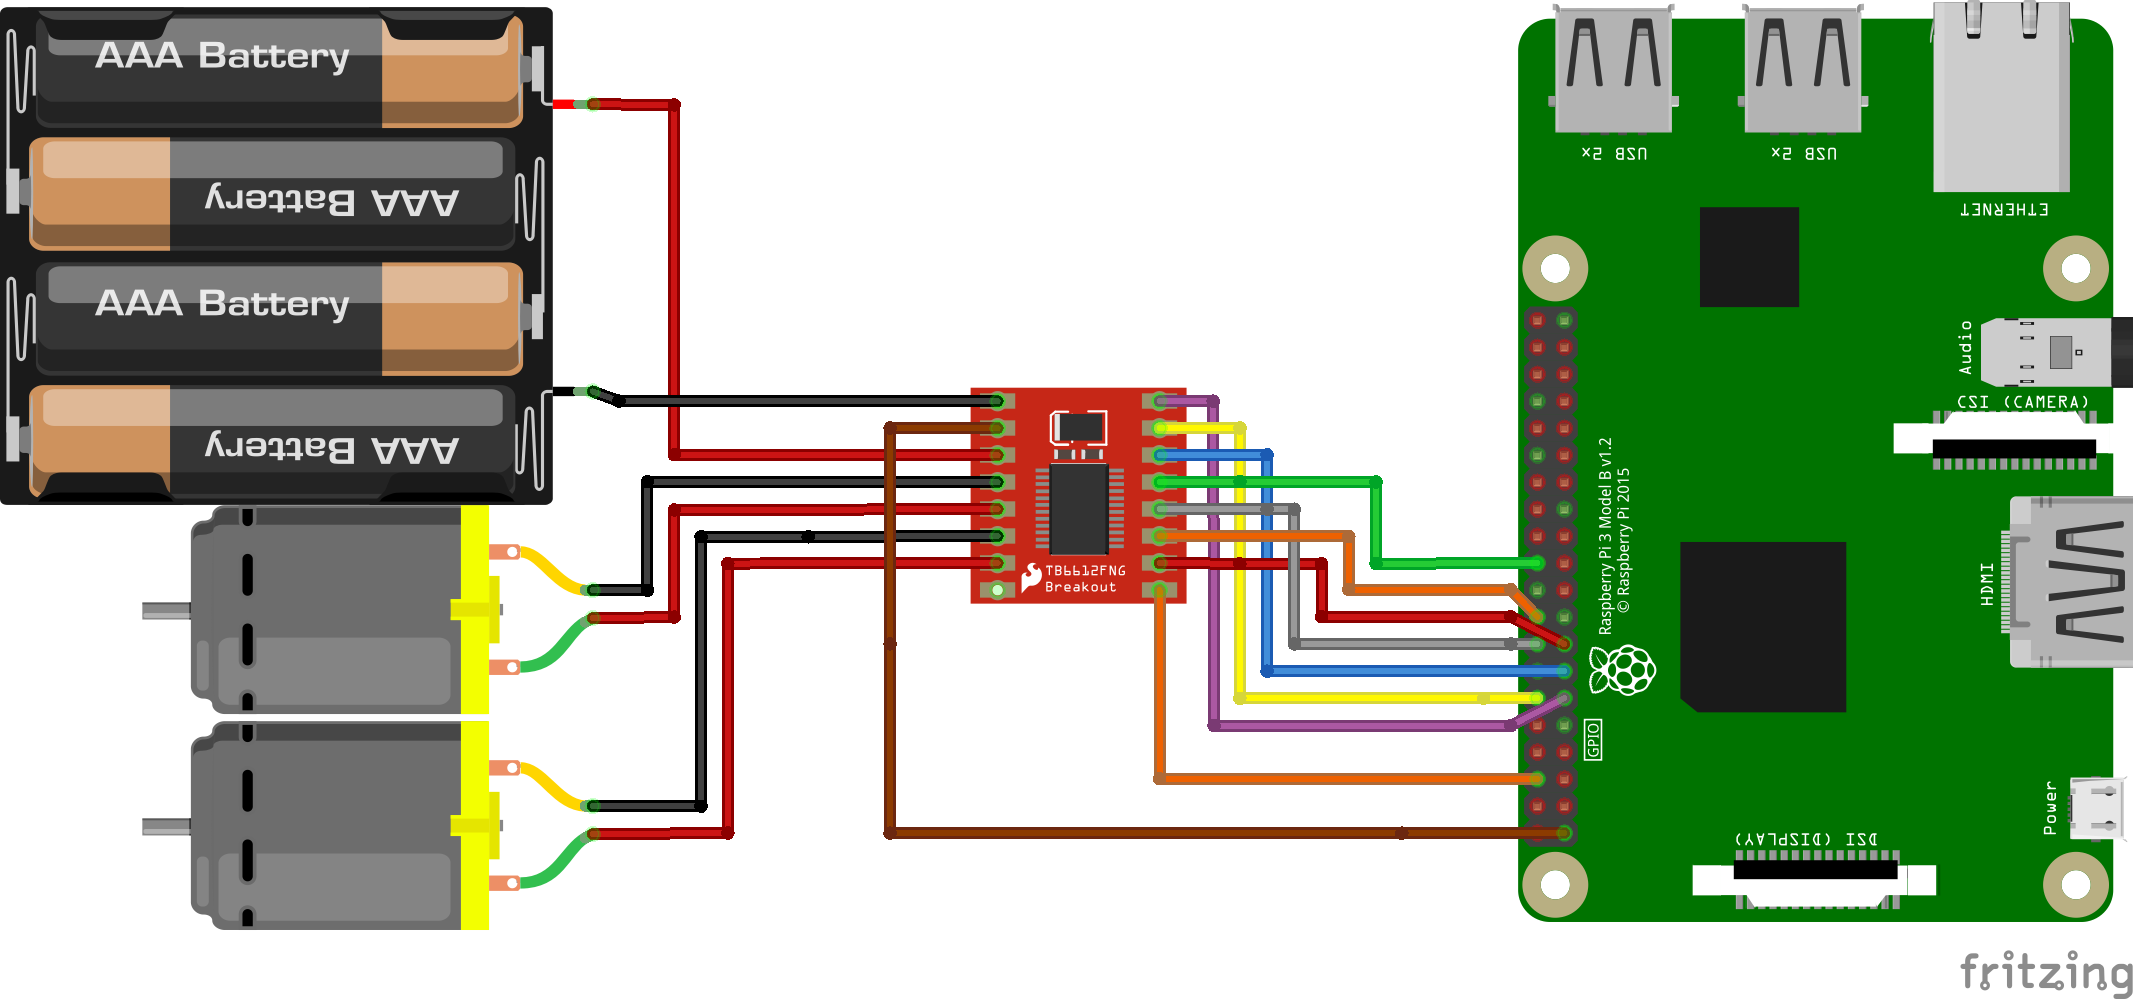 AAA Battery
AAA Battery
AAA Battery
AAA Battery
TB6612FNG
Breakout
USB 2x
USB 2x
ETHERNET
Audio
CSI (CAMERA)
Raspberry Pi 3 Model B v1.2
© Raspberry Pi 2015
HDMI
GPIO
Power
DSI (DISPLAY)
fritzing